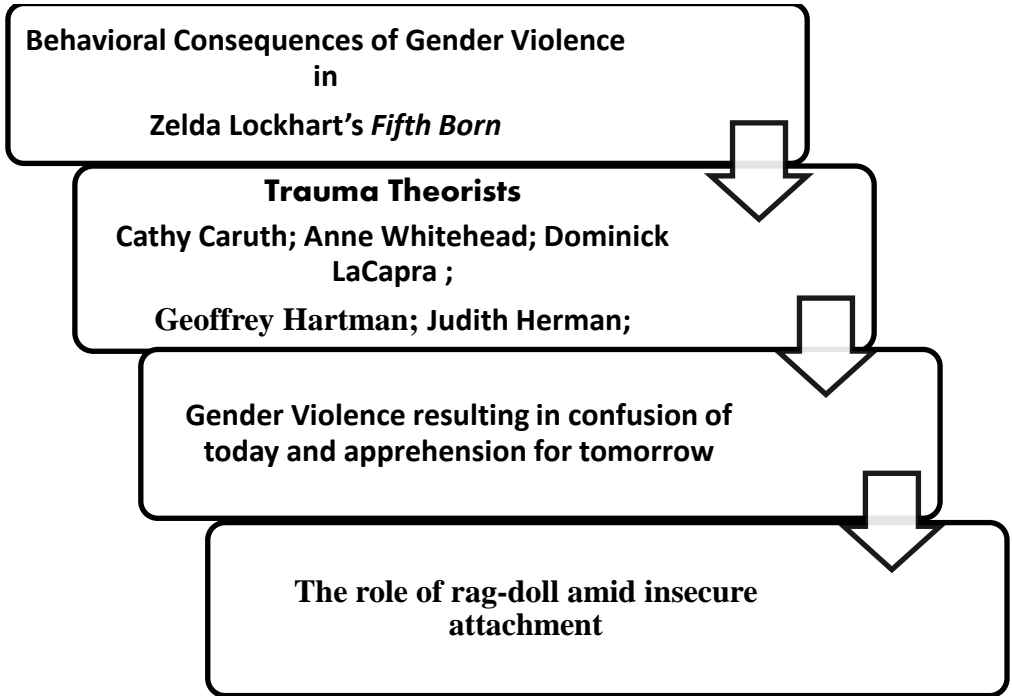 Behavioral Consequences of Gender Violence
in
Zelda Lockhart’s Fifth Born
Trauma Theorists
Cathy Caruth; Anne Whitehead; Dominick
LaCapra ;
Geoffrey Hartman; Judith Herman;
Gender Violence resulting in confusion of
today and apprehension for tomorrow
The role of rag-doll amid insecure
attachment